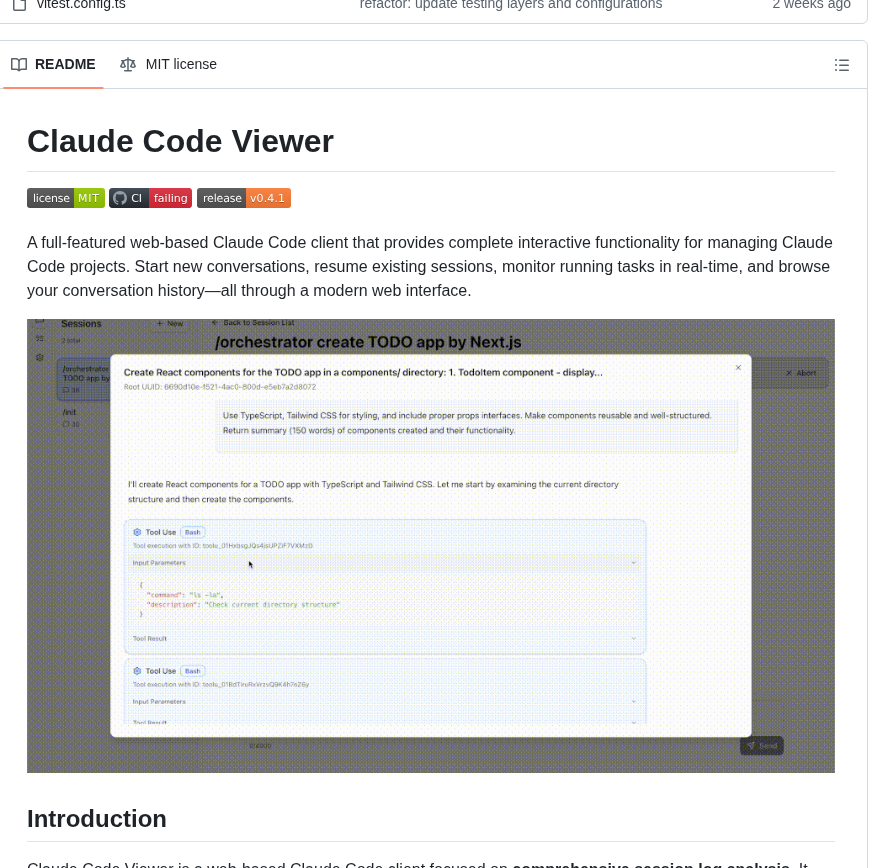 vitest.config.ts refactor: update testing layers and configurations 2 weeks ago
README MIT license
Claude Code Viewer
license MIT CI failing release v0.4.1
A full-featured web-based Claude Code client that provides complete interactive functionality for managing Claude
Code projects. Start new conversations, resume existing sessions, monitor running tasks in real-time, and browse
your conversation history—all through a modern web interface.
Sessions + New ← Back to Session List
2 total
/orchestrator create TODO app by Next.js
/orchestrator
TODO app by
36
Abort
/init
30
Create React components for the TODO app in a components/ directory: 1. TodoItem component - display...
Root UUID: 6690d10e-f521-4ac0-800d-e5eb7a2d8072
Use TypeScript, Tailwind CSS for styling, and include proper props interfaces. Make components reusable and well-structured.
Return summary (150 words) of components created and their functionality.
I'll create React components for a TODO app with TypeScript and Tailwind CSS. Let me start by examining the current directory
structure and then create the components.
Tool Use Bash
Tool execution with ID:
Input Parameters
{
"command": "ls -la",
"description": "Check current directory structure"
}
Tool Result
Tool Use Bash
Tool execution with ID:
Input Parameters
Tool Result
0/4000
Send
Introduction
Claude Code Viewer is a web-based Claude Code client focused on comprehensive session log analysis. It